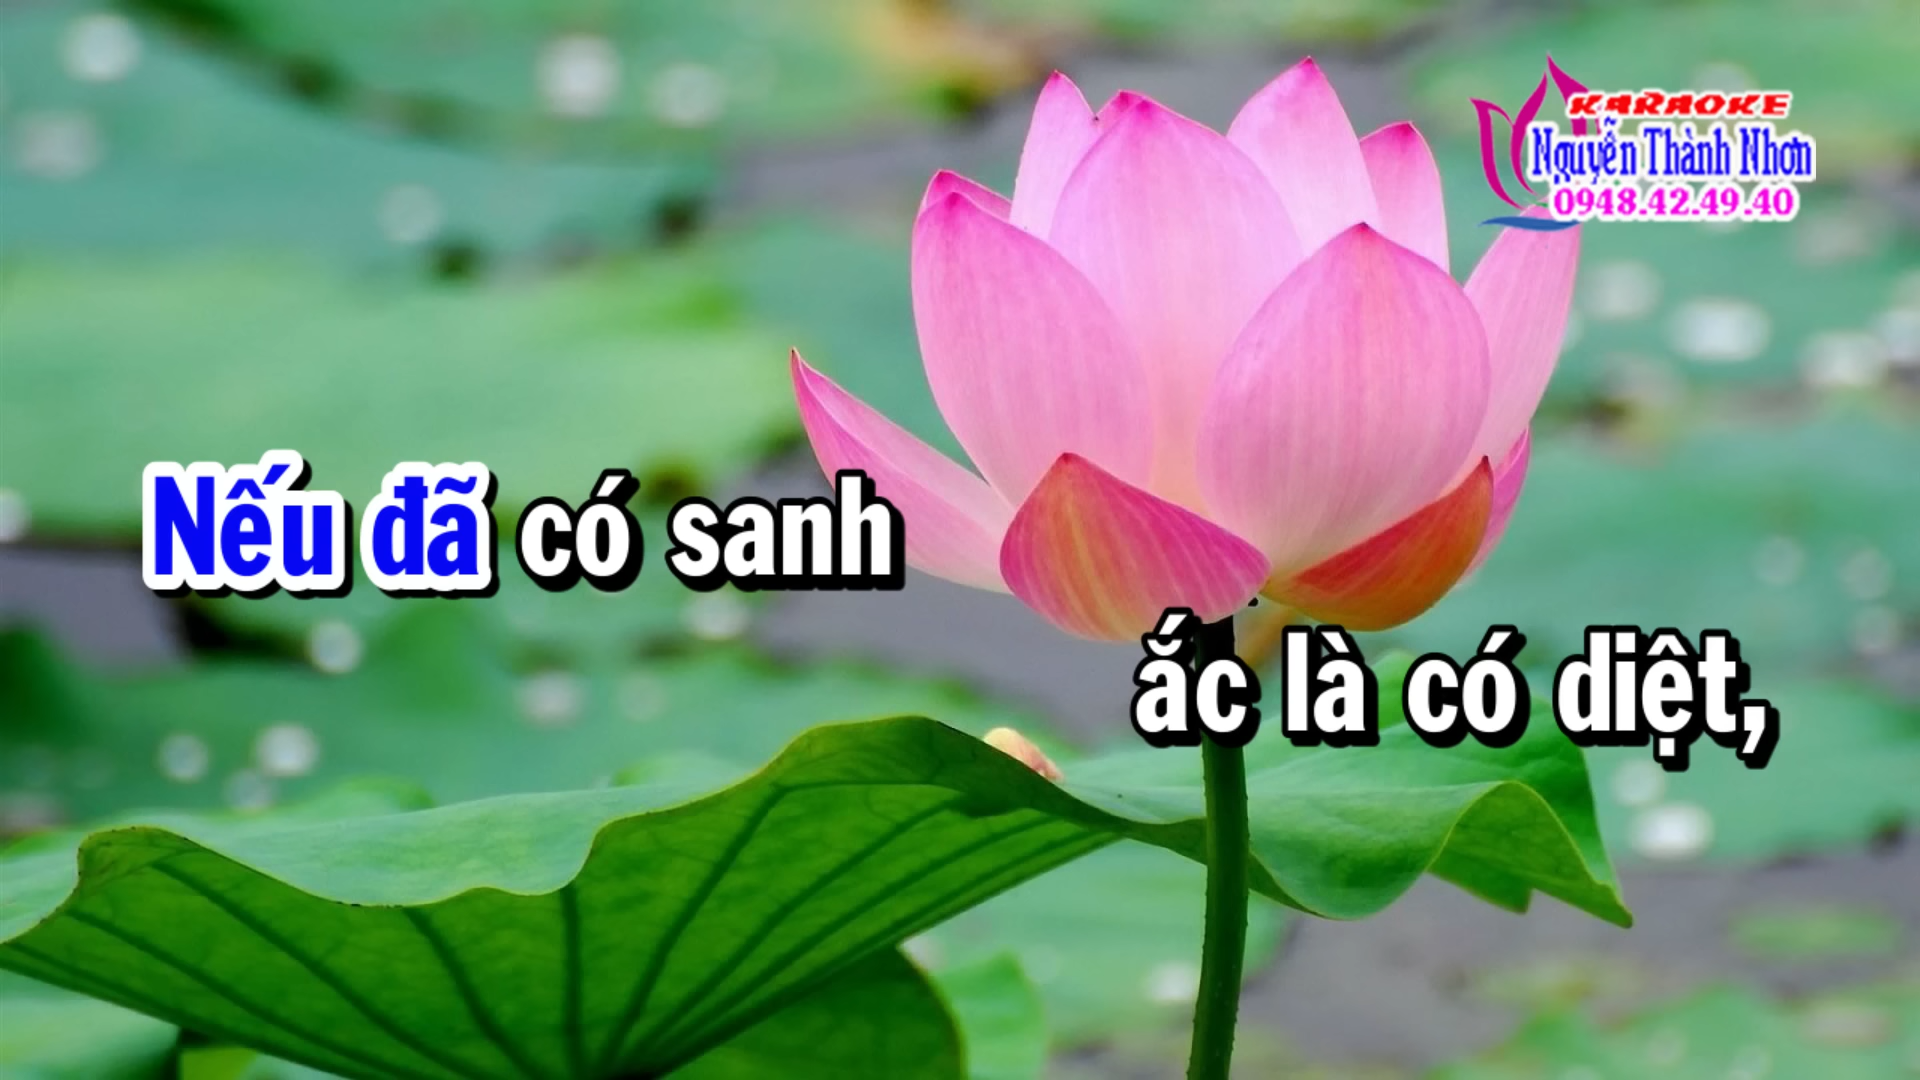 KARAOKE
Nguyễn Thành Nhơn
0948.42.49.40
Nếu đã có sanh
ắc là có diệt,